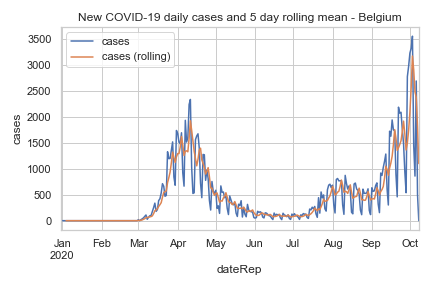 New COVID-19 daily cases and 5 day rolling mean - Belgium
cases
cases (rolling)
3500
3000
2500
2000
1500
1000
500
0
cases
Jan Feb Mar Apr May Jun Jul Aug Sep Oct
2020
dateRep